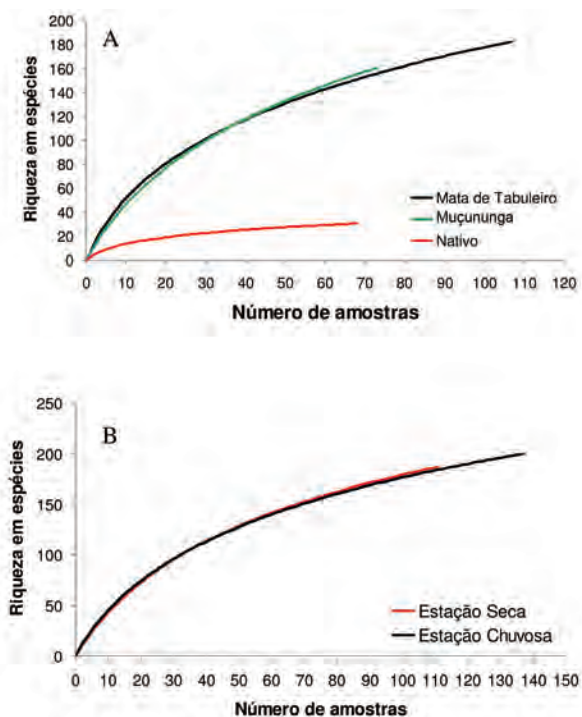 A
Riqueza em espécies
200
180
160
140
120
100
80
60
40
20
0
Mata de Tabuleiro
Muçununga
Nativo
0 10 20 30 40 50 60 70 80 90 100 110 120
Número de amostras
B
Riqueza em espécies
250
200
150
100
50
0
Estação Seca
Estação Chuvosa
0 10 20 30 40 50 60 70 80 90 100 110 120 130 140 150
Número de amostras